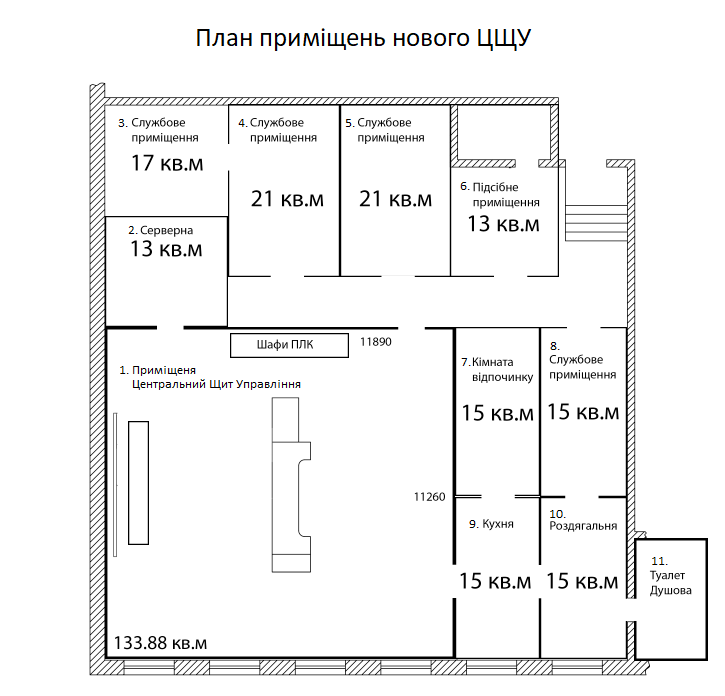 План приміщень нового ЦЩУ
3. Службове
приміщення
17 кв.м
4. Службове
приміщення
21 кв.м
5. Службове
приміщення
21 кв.м
6. Підсібне
приміщення
13 кв.м
2. Серверна
13 кв.м
Шафи ПЛК
11890
1. Приміщеня
Центральний Щит Управління
7. Кімната
відпочинку
15 кв.м
8.
Службове
приміщення
15 кв.м
11260
9. Кухня
15 кв.м
10.
Роздягальня
15 кв.м
11.
Туалет
Душова
133.88 кв.м